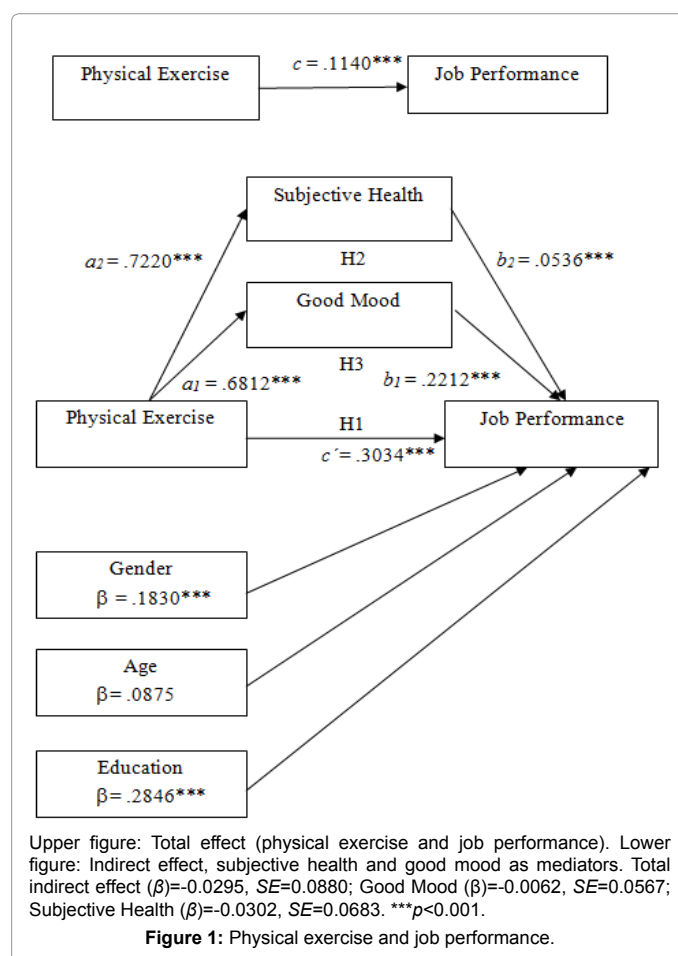 c = .1140***
Physical Exercise
Job Performance
Subjective Health
a2 = .7220***
b2 = .0536***
H2
Good Mood
H3
a1 = .6812***
b1 = .2212***
Physical Exercise
H1
Job Performance
c´= .3034***
Gender
β = .1830***
Age
β= .0875
Education
β= .2846***
Upper figure: Total effect (physical exercise and job performance). Lower
figure: Indirect effect, subjective health and good mood as mediators. Total
indirect effect (β)=-0.0295, SE=0.0880; Good Mood (β)=-0.0062, SE=0.0567;
Subjective Health (β)=-0.0302, SE=0.0683. ***p<0.001.
Figure 1: Physical exercise and job performance.